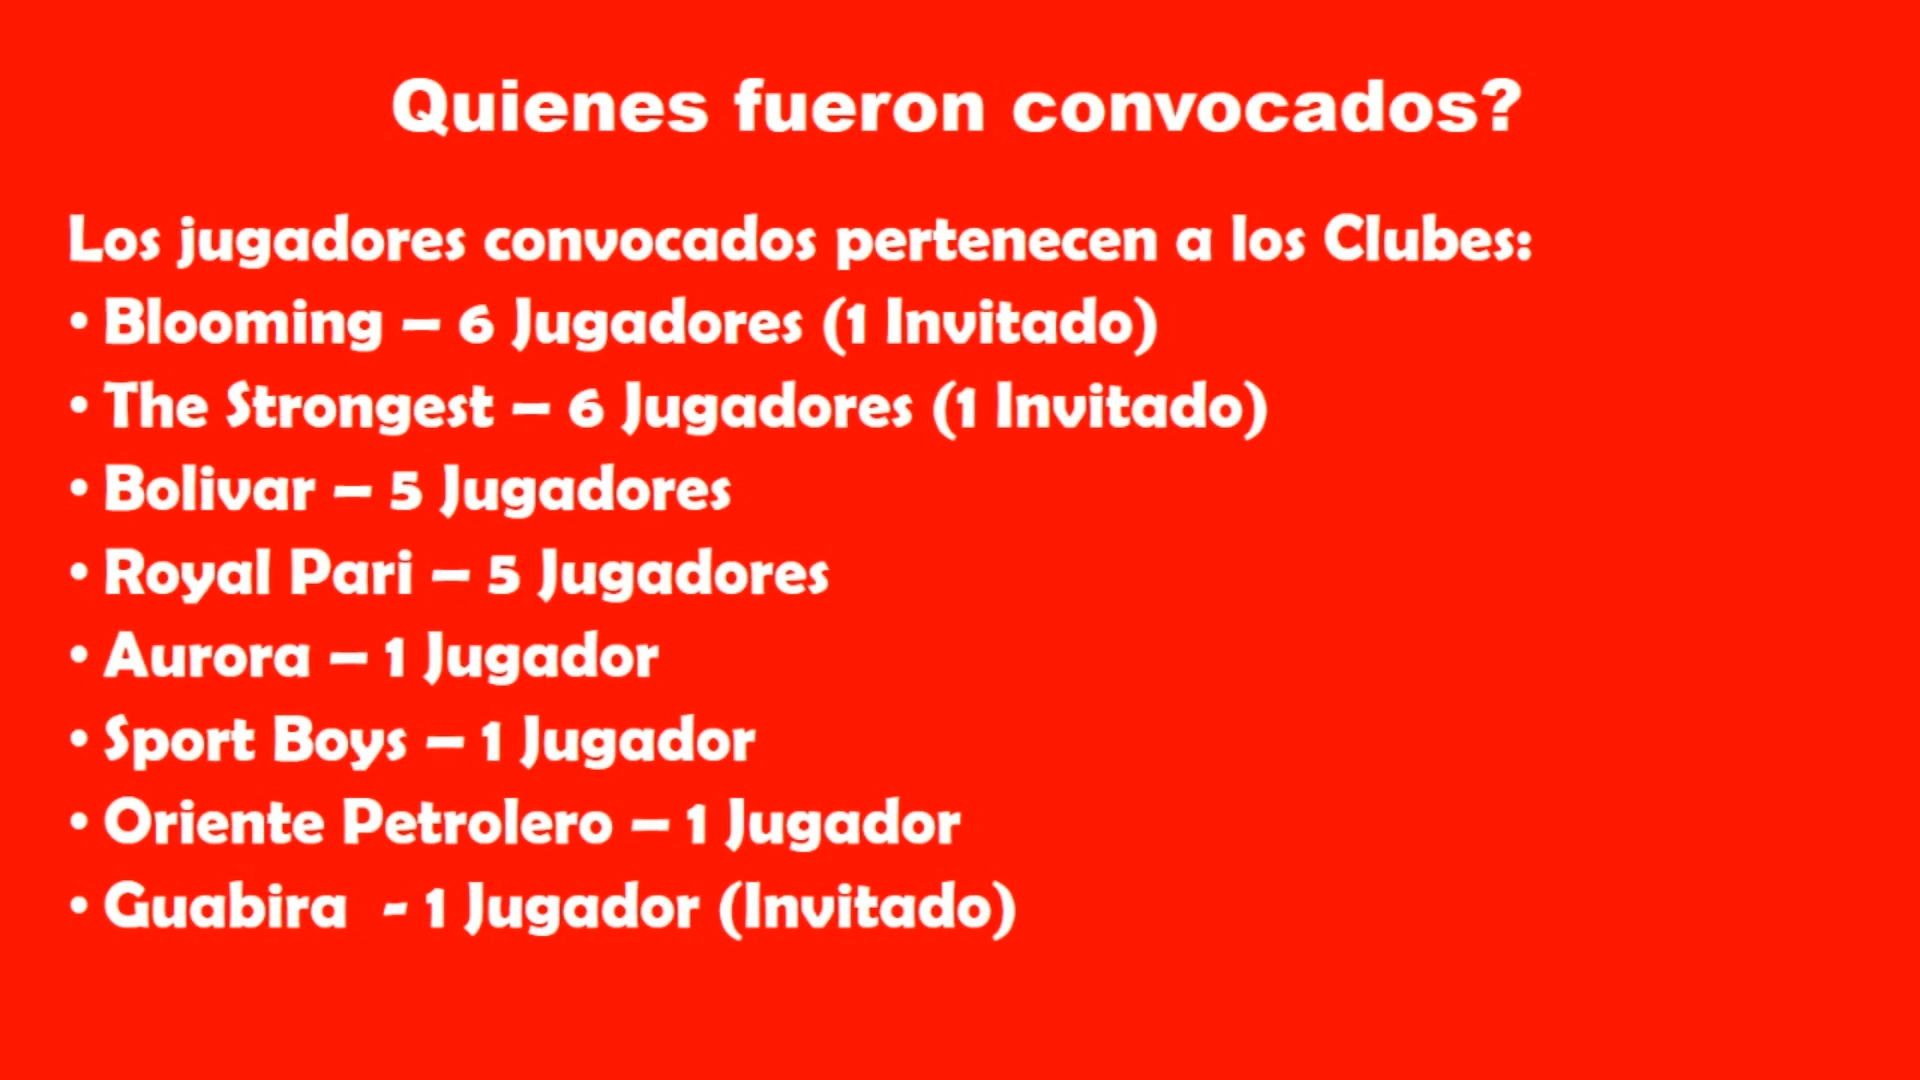 Quienes fueron convocados?
Los jugadores convocados pertenecen a los Clubes:
• Blooming – 6 Jugadores (1 Invitado)
• The Strongest – 6 Jugadores (1 Invitado)
• Bolivar – 5 Jugadores
• Royal Pari – 5 Jugadores
• Aurora – 1 Jugador
• Sport Boys – 1 Jugador
• Oriente Petrolero – 1 Jugador
• Guabira  - 1 Jugador (Invitado)